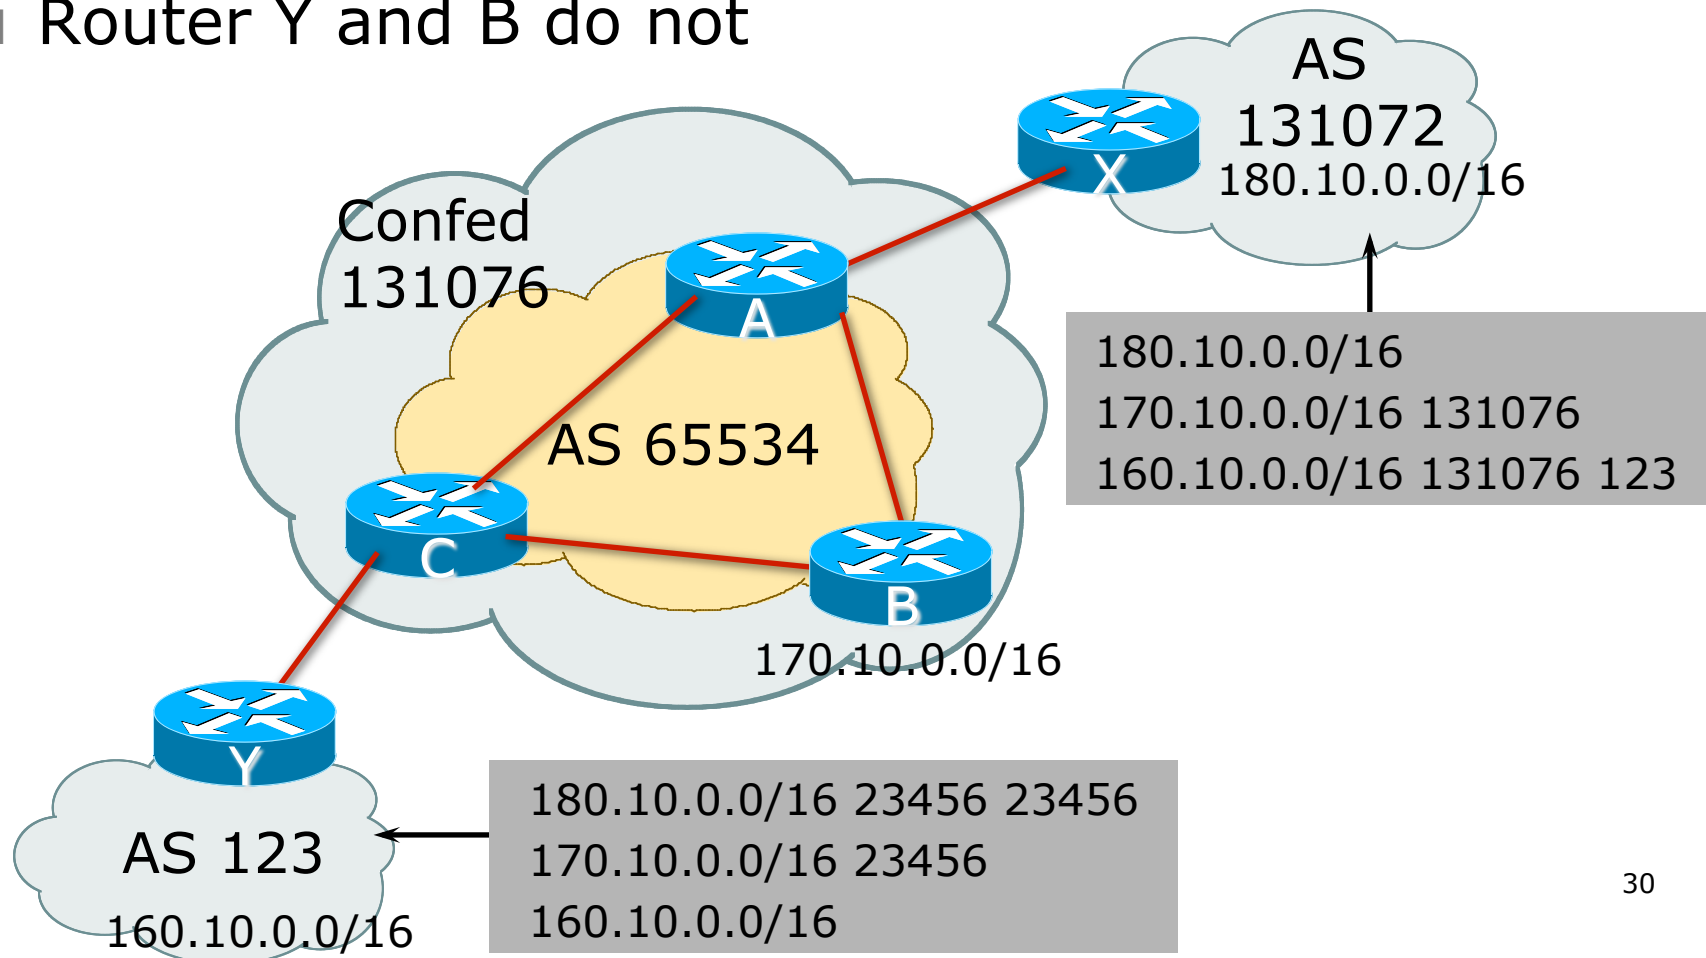 Router Y and B do not
AS
131072
180.10.0.0/16
X
Confed
131076
A
180.10.0.0/16
170.10.0.0/16 131076
160.10.0.0/16 131076 123
AS 65534
C
B
170.10.0.0/16
Y
180.10.0.0/16 23456 23456
170.10.0.0/16 23456
160.10.0.0/16
AS 123
160.10.0.0/16
30